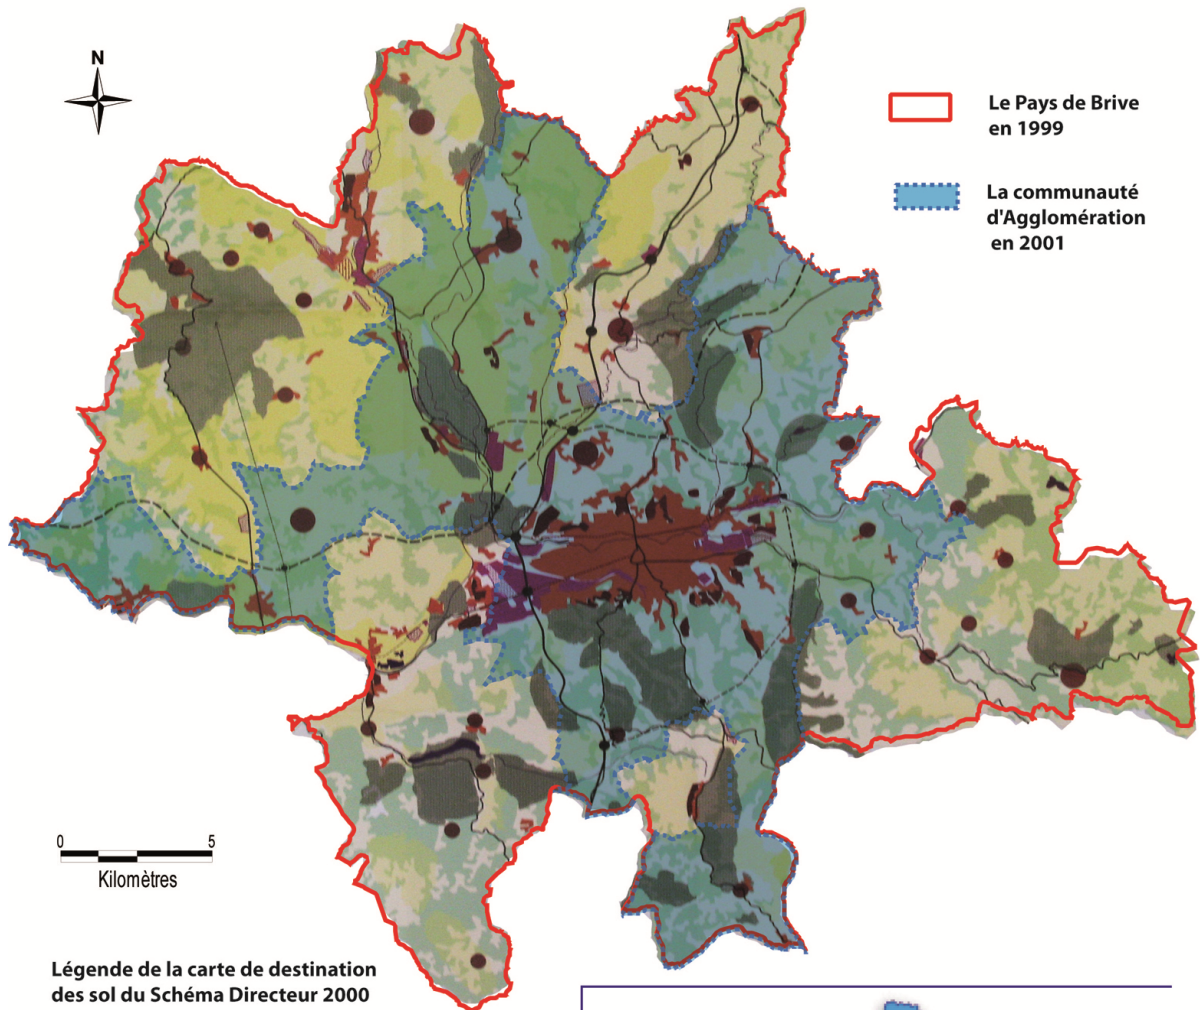 N
Le Pays de Brive
en 1999
La communauté
d'Agglomération
en 2001
0 5
Kilomètres
Légende de la carte de destination
des sol du Schéma Directeur 2000